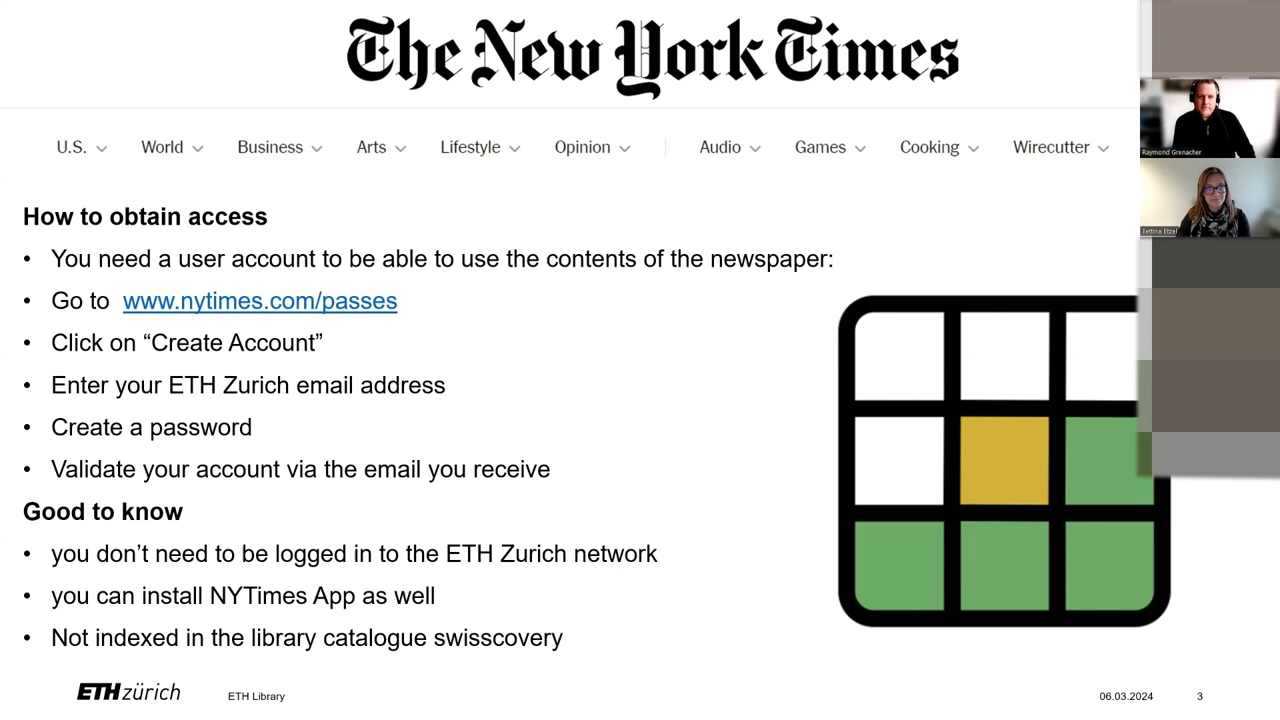 The New York Times
U.S. World Business Arts Lifestyle Opinion Audio Games Cooking Wirecutter
Raymond Grenacher
Bettina Etzel
How to obtain access
• You need a user account to be able to use the contents of the newspaper:
• Go to www.nytimes.com/passes
• Click on “Create Account”
• Enter your ETH Zurich email address
• Create a password
• Validate your account via the email you receive
Good to know
• you don’t need to be logged in to the ETH Zurich network
• you can install NYTimes App as well
• Not indexed in the library catalogue swisscovery
ETH zürich ETH Library 06.03.2024 3